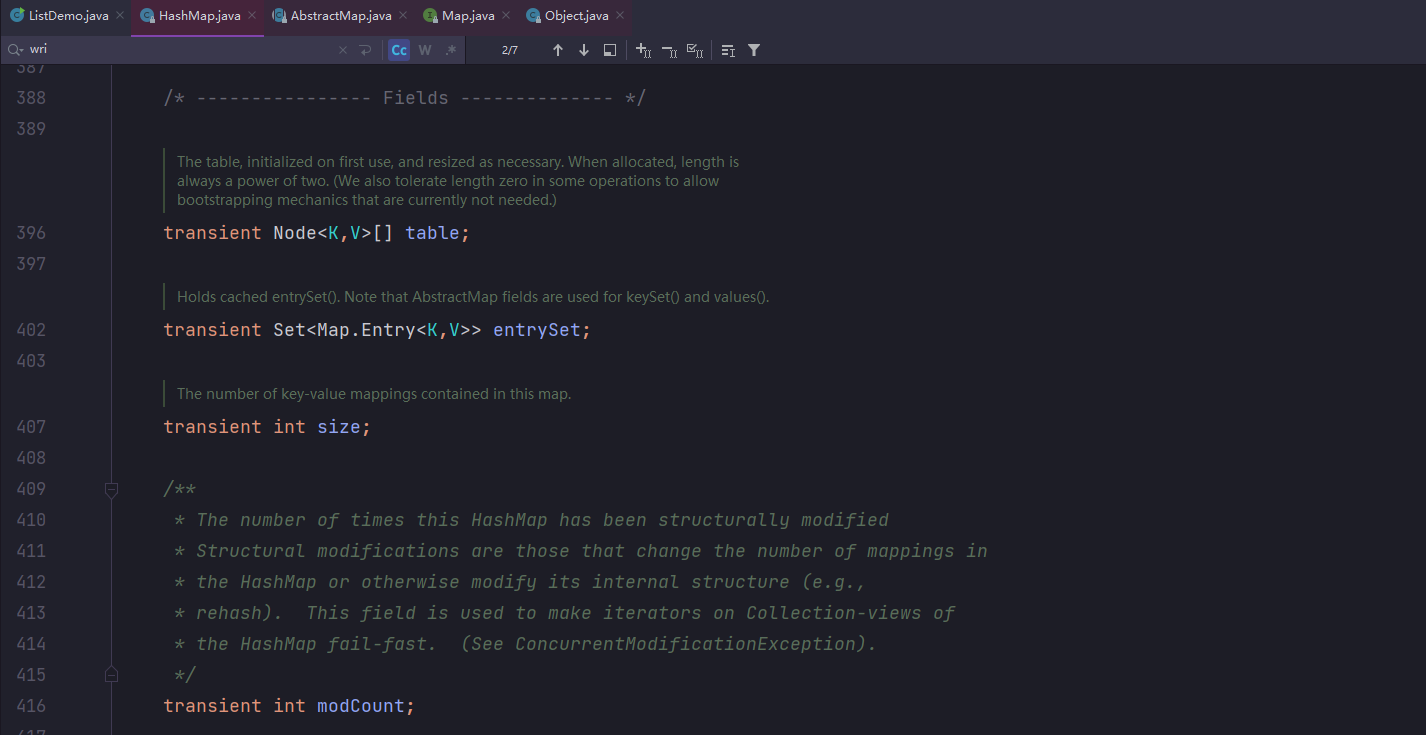 ListDemo.java HashMap.java AbstractMap.java Map.java Object.java
wri Cc W .* 2/7
387
388 /* ---------------- Fields -------------- */
389
The table, initialized on first use, and resized as necessary. When allocated, length is
always a power of two. (We also tolerate length zero in some operations to allow
bootstrapping mechanics that are currently not needed.)
396 transient Node<K,V>[] table;
397
Holds cached entrySet(). Note that AbstractMap fields are used for keySet() and values().
402 transient Set<Map.Entry<K,V>> entrySet;
403
The number of key-value mappings contained in this map.
407 transient int size;
408
409 /**
410 * The number of times this HashMap has been structurally modified
411 * Structural modifications are those that change the number of mappings in
412 * the HashMap or otherwise modify its internal structure (e.g.,
413 * rehash).  This field is used to make iterators on Collection-views of
414 * the HashMap fail-fast.  (See ConcurrentModificationException).
415 */
416 transient int modCount;
417